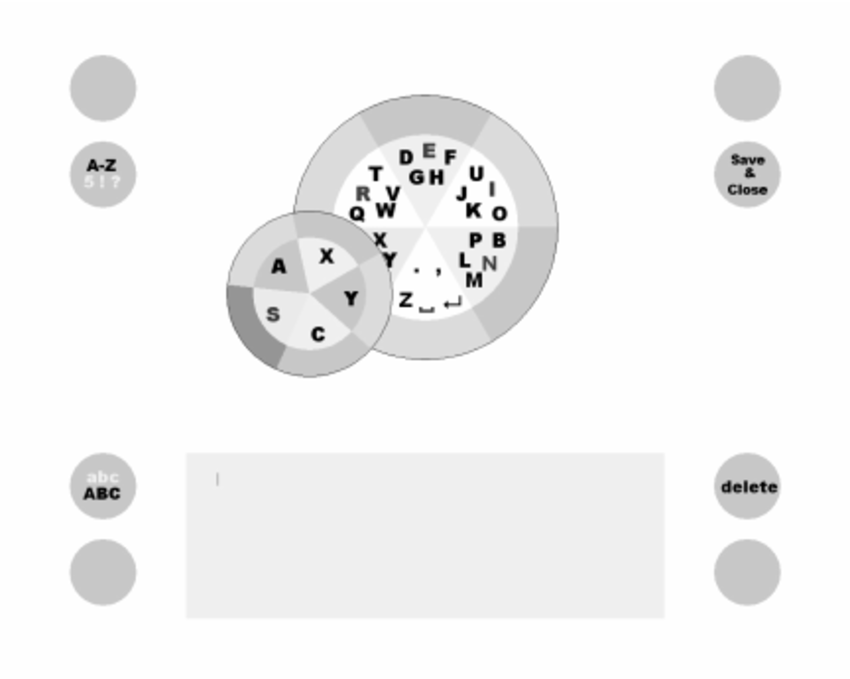 A-Z
5 ! ?
Save
&
Close
D E F
G H
T
R V
Q W
U
J I
K O
X
Y
P B
L N
M
. ,
Z ⎵ ↵
A X
Y
S
C
abc
ABC
delete